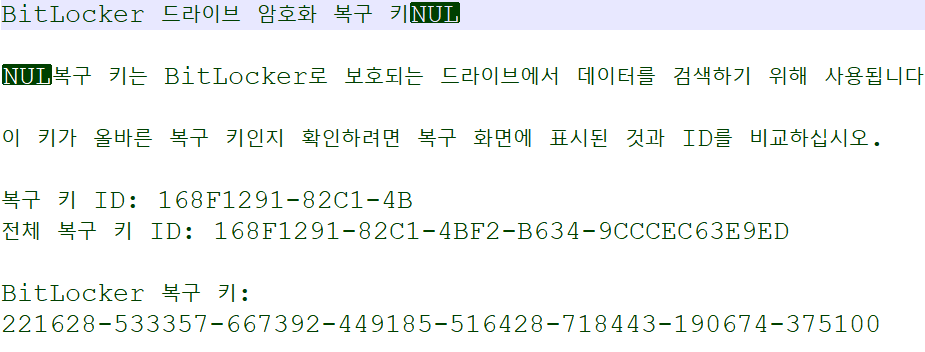 BitLocker 드라이브 암호화 복구 키NUL
NUL복구 키는 BitLocker로 보호되는 드라이브에서 데이터를 검색하기 위해 사용됩니다
이 키가 올바른 복구 키인지 확인하려면 복구 화면에 표시된 것과 ID를 비교하십시오.
복구 키 ID: 168F1291-82C1-4B
전체 복구 키 ID: 168F1291-82C1-4BF2-B634-9CCCEC63E9ED
BitLocker 복구 키:
221628-533357-667392-449185-516428-718443-190674-375100